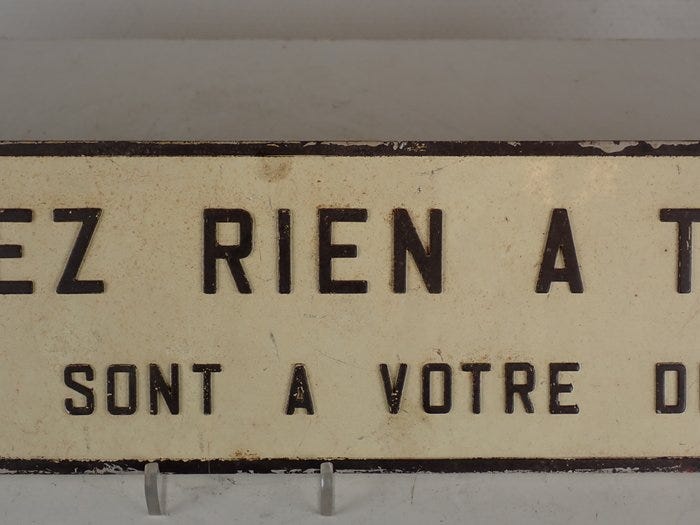 EZ RIEN A T
SONT A VOTRE D